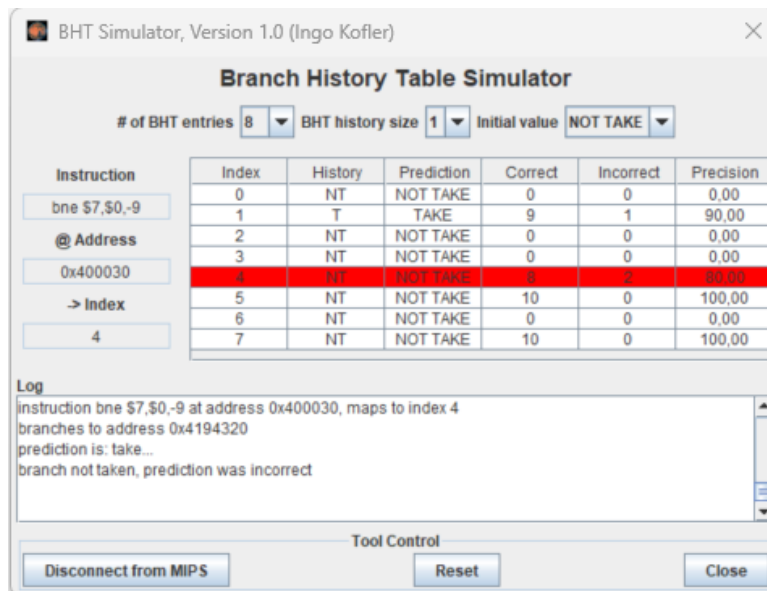 BHT Simulator, Version 1.0 (Ingo Kofler)
Branch History Table Simulator
# of BHT entries 8 BHT history size 1 Initial value NOT TAKE
Instruction
bne $7,$0,-9
@ Address
0x400030
-> Index
4
Index History Prediction Correct Incorrect Precision
0 NT NOT TAKE 0 0 0,00
1 T TAKE 9 1 90,00
2 NT NOT TAKE 0 0 0,00
3 NT NOT TAKE 0 0 0,00
4 NT NOT TAKE 8 2 80,00
5 NT NOT TAKE 10 0 100,00
6 NT NOT TAKE 0 0 0,00
7 NT NOT TAKE 10 0 100,00
Log
instruction bne $7,$0,-9 at address 0x400030, maps to index 4
branches to address 0x4194320
prediction is: take...
branch not taken, prediction was incorrect
Tool Control
Disconnect from MIPS Reset Close